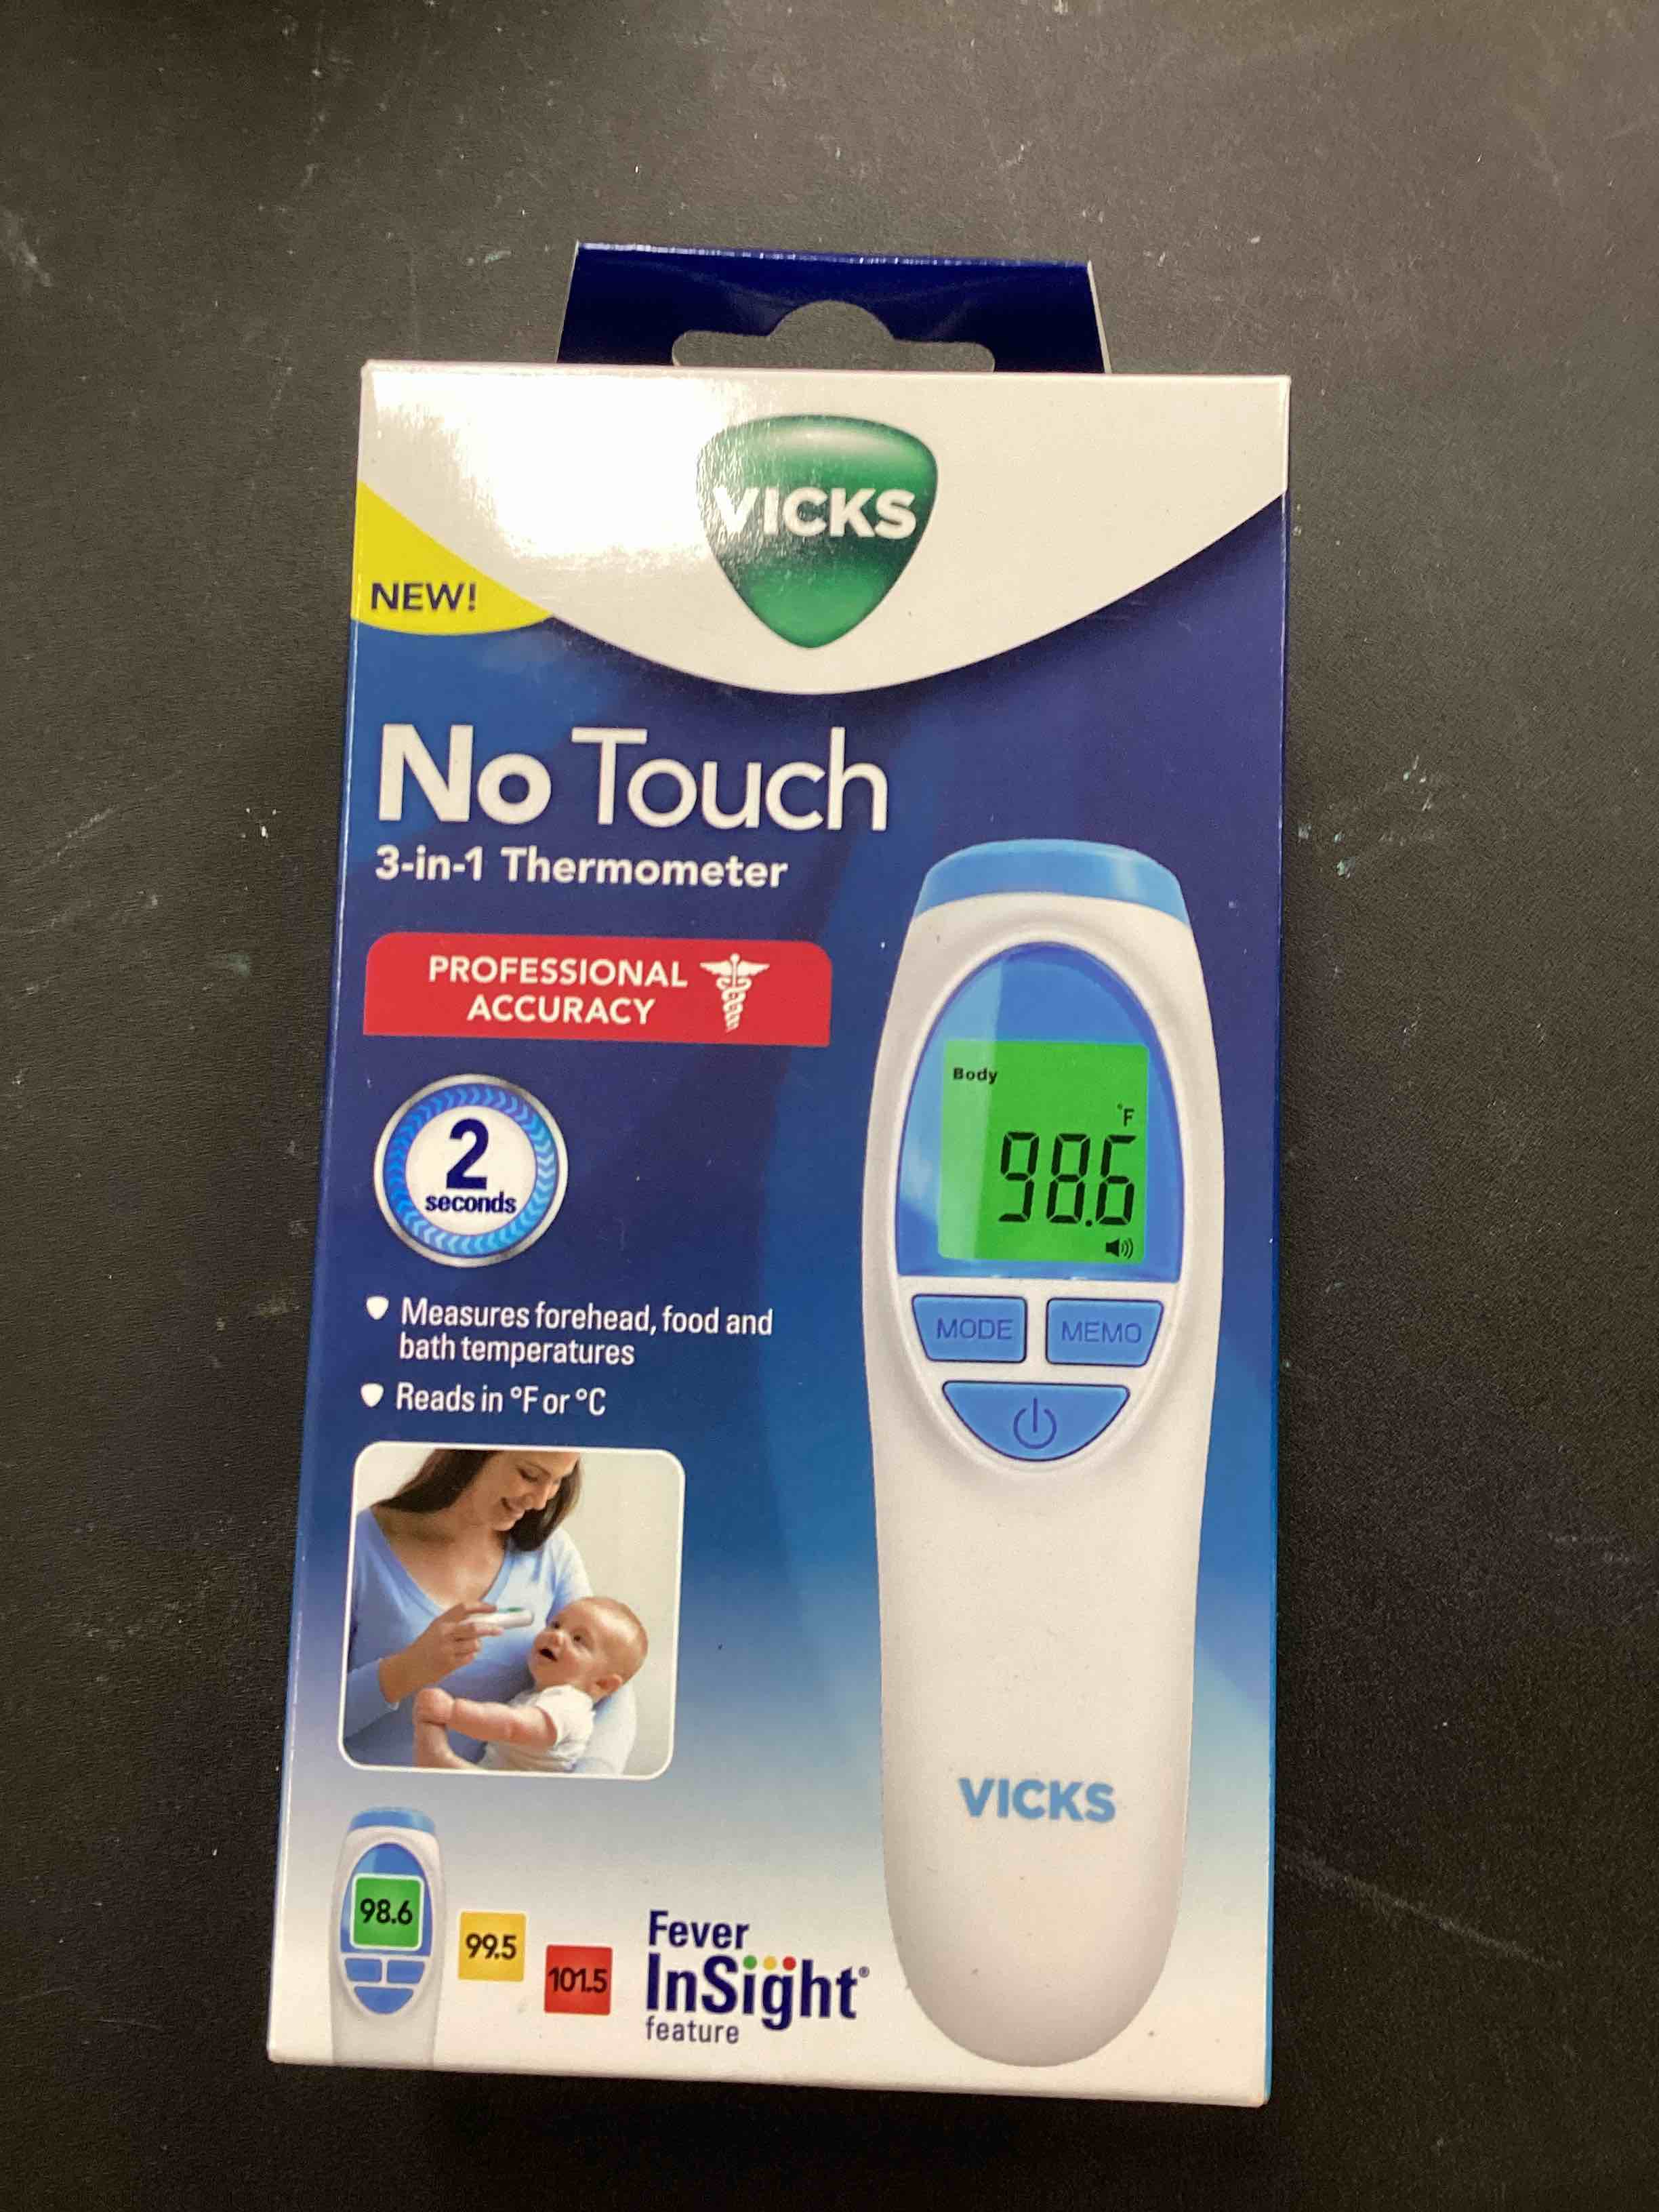 VICKS
NEW!
No Touch
3-in-1 Thermometer
PROFESSIONAL
ACCURACY
2
seconds
Measures forehead, food and
bath temperatures
Reads in °F or °C
Body
°F
98.6
MODE
MEMO
VICKS
98.6
99.5
101.5
Fever
InSight®
feature